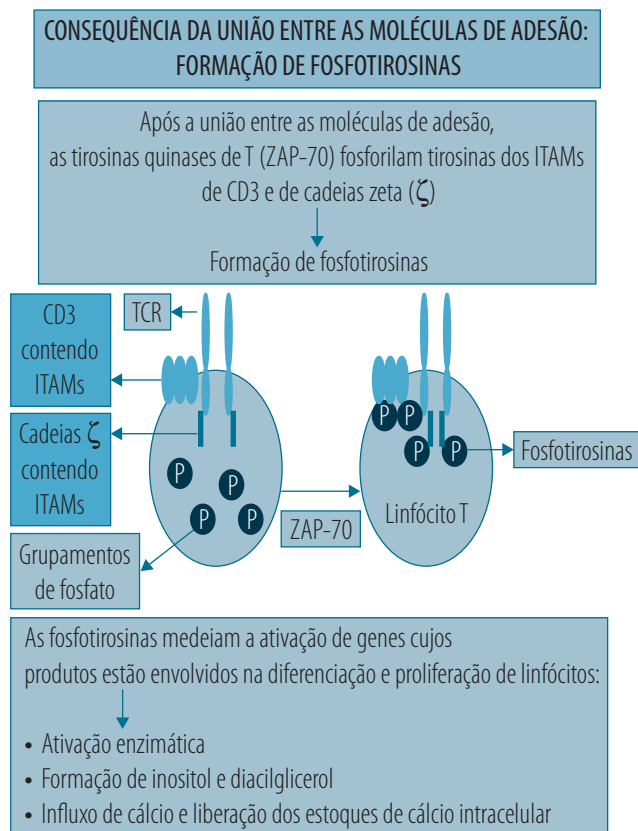 CONSEQUÊNCIA DA UNIÃO ENTRE AS MOLÉCULAS DE ADESÃO:
FORMAÇÃO DE FOSFOTIROSINAS
Após a união entre as moléculas de adesão,
as tirosinas quinases de T (ZAP-70) fosforilam tirosinas dos ITAMs
de CD3 e de cadeias zeta (ζ)
Formação de fosfotirosinas
CD3
contendo
ITAMs
TCR
Cadeias ζ
contendo
ITAMs
Grupamentos
de fosfato
P
P
P
P
ZAP-70
P
P
P
P
Linfócito T
Fosfotirosinas
As fosfotirosinas medeiam a ativação de genes cujos
produtos estão envolvidos na diferenciação e proliferação de linfócitos:
• Ativação enzimática
• Formação de inositol e diacilglicerol
• Influxo de cálcio e liberação dos estoques de cálcio intracelular